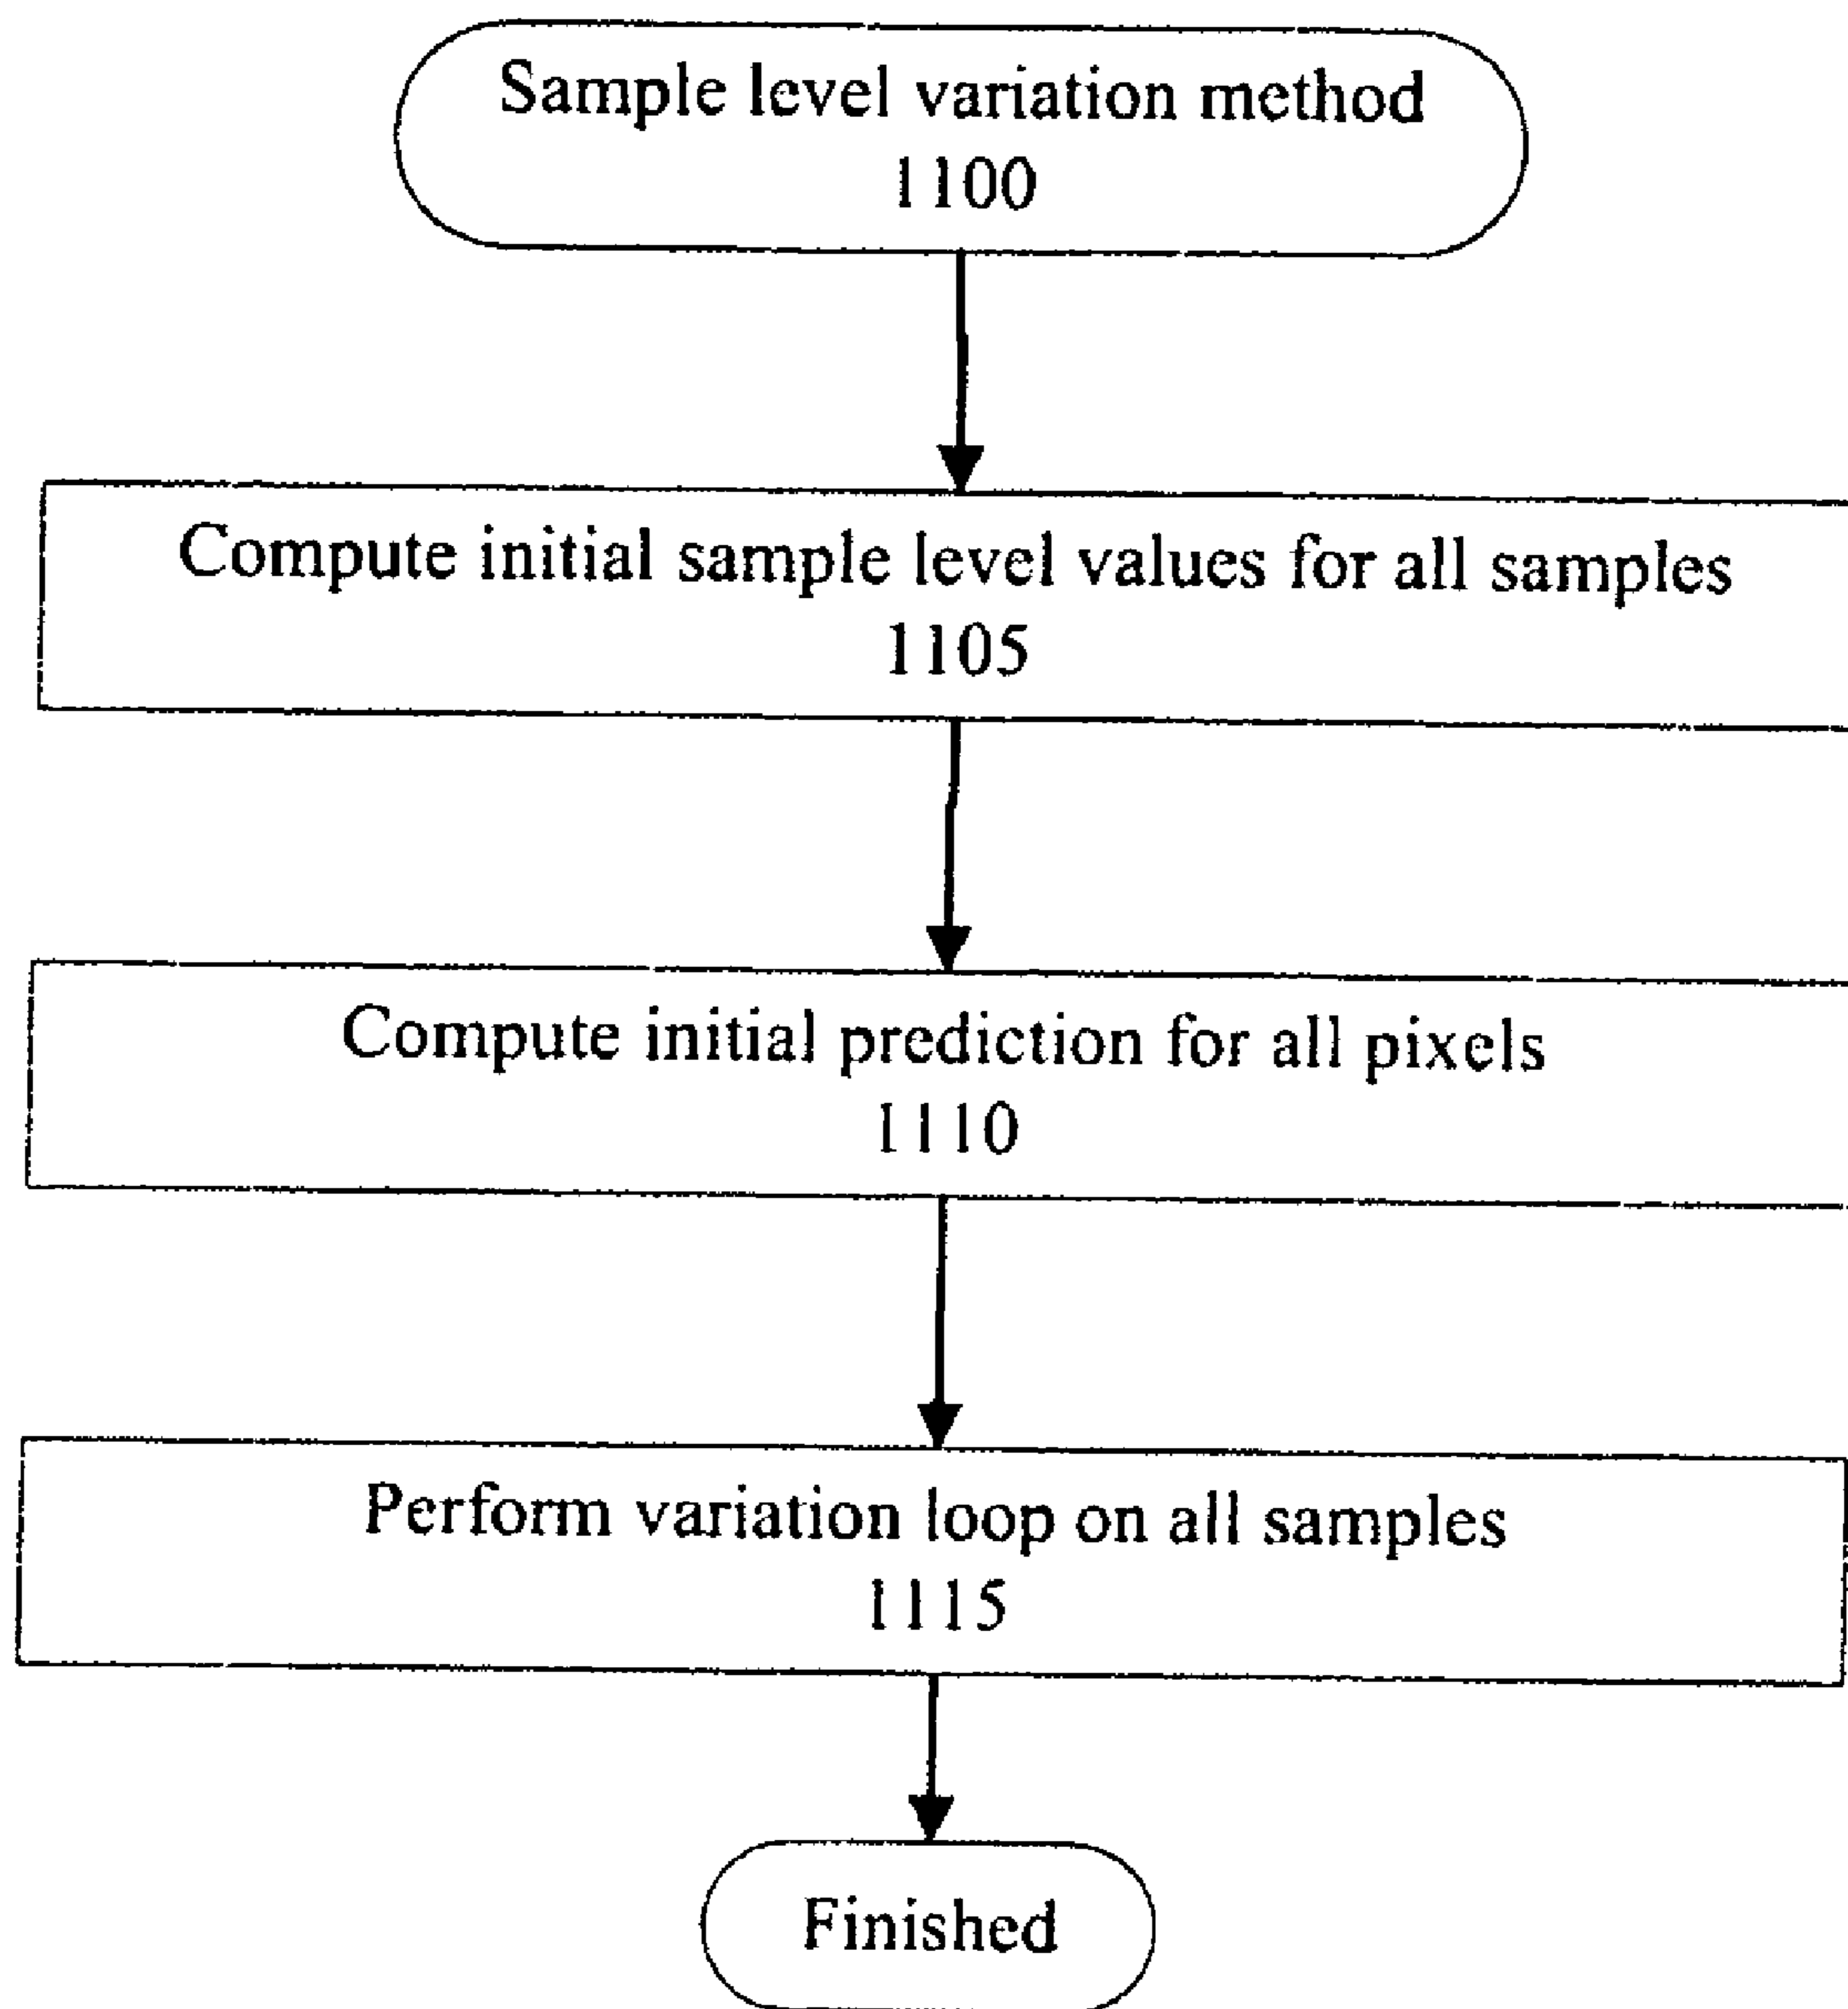 Sample level variation method
1100
Compute initial sample level values for all samples
1105
Compute initial prediction for all pixels
1110
Perform variation loop on all samples
1115
Finished